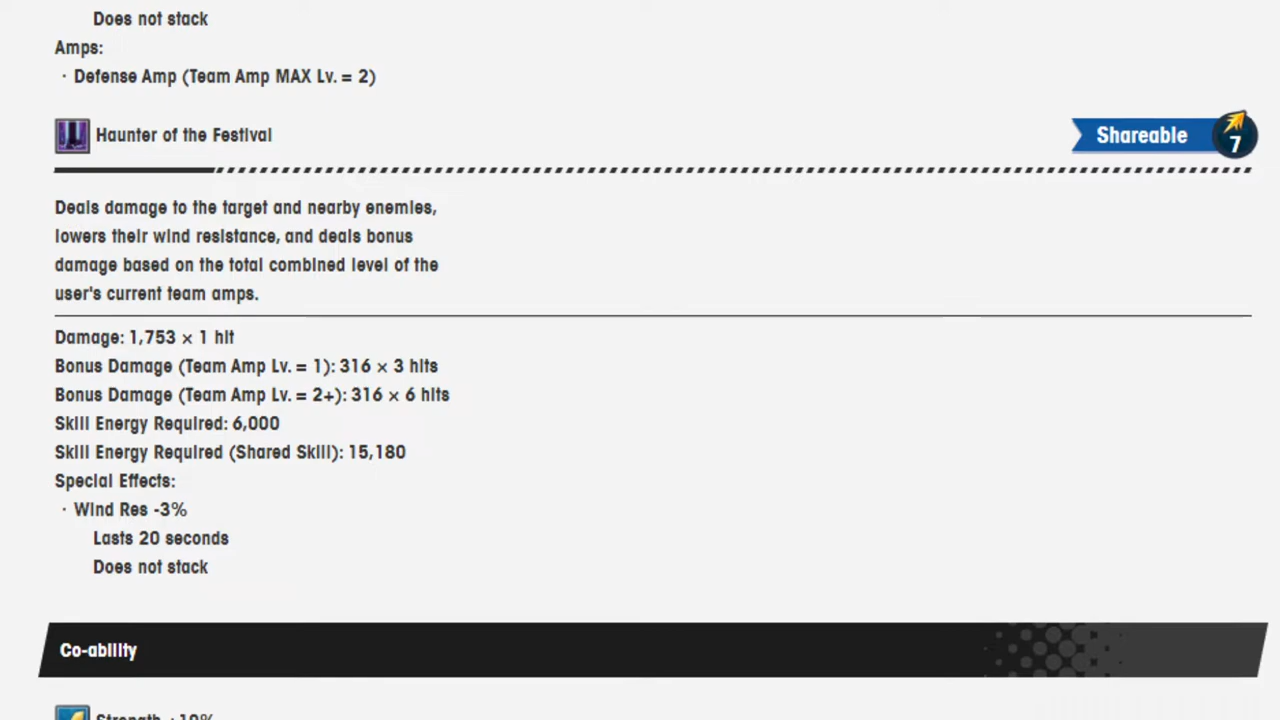 Does not stack
Amps:
· Defense Amp (Team Amp MAX Lv. = 2)
Haunter of the Festival
Shareable
7
Deals damage to the target and nearby enemies,
lowers their wind resistance, and deals bonus
damage based on the total combined level of the
user's current team amps.
Damage: 1,753 × 1 hit
Bonus Damage (Team Amp Lv. = 1): 316 × 3 hits
Bonus Damage (Team Amp Lv. = 2+): 316 × 6 hits
Skill Energy Required: 6,000
Skill Energy Required (Shared Skill): 15,180
Special Effects:
· Wind Res -3%
Lasts 20 seconds
Does not stack
Co-ability
Strength +10%